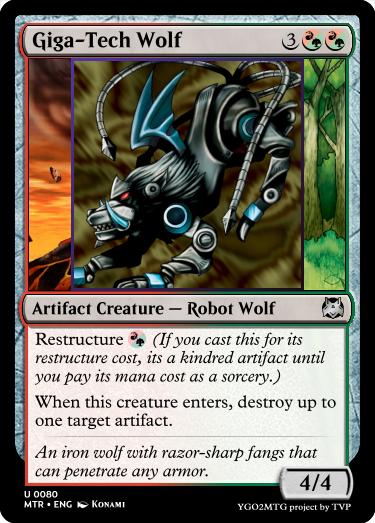 Giga-Tech Wolf 3
Artifact Creature — Robot Wolf
Restructure (If you cast this for its
restructure cost, its a kindred artifact until
you pay its mana cost as a sorcery.)
When this creature enters, destroy up to
one target artifact.
An iron wolf with razor-sharp fangs that
can penetrate any armor.
4/4
U 0080
MTR • ENG Konami
YGO2MTG project by TVP